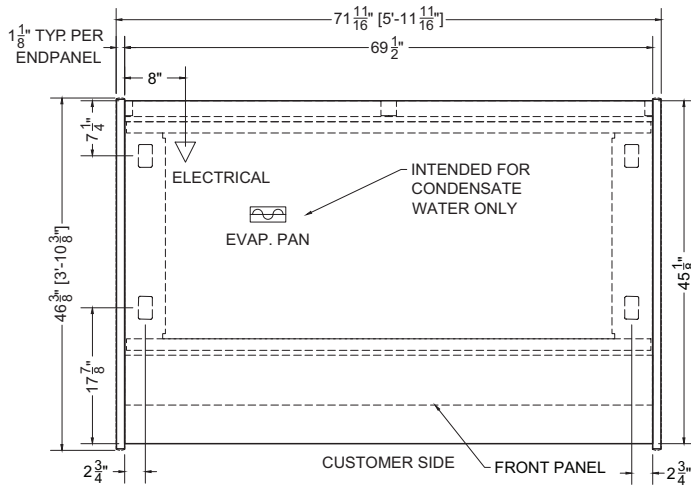 71 11/16" [5'-11 11/16"]
1 1/8" TYP. PER
ENDPANEL
69 1/2"
8"
7 1/4"
ELECTRICAL
INTENDED FOR
CONDENSATE
WATER ONLY
EVAP. PAN
46 3/8" [3'-10 3/8"]
45 1/8"
17 7/8"
2 3/4"
CUSTOMER SIDE
FRONT PANEL
2 3/4"